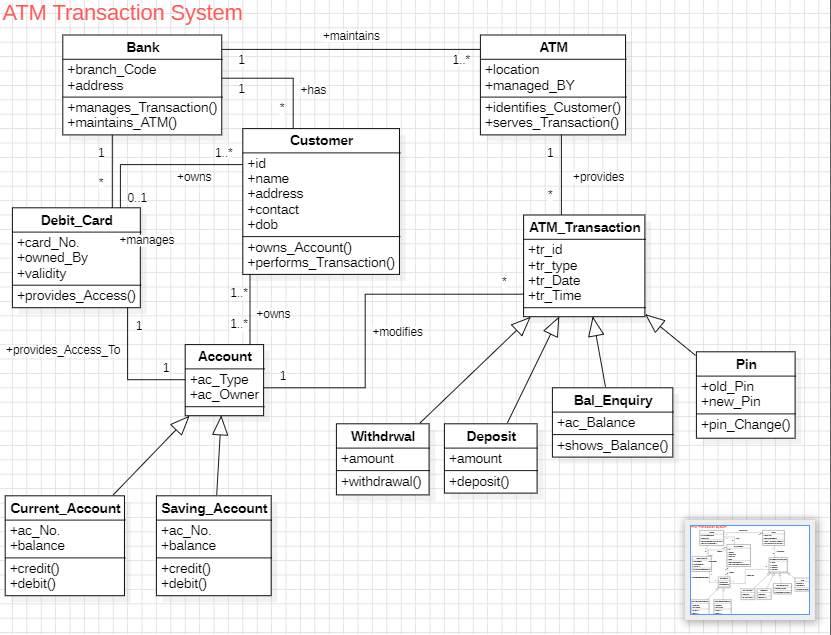 ATM Transaction System
Bank
+branch_Code
+address
+manages_Transaction()
+maintains_ATM()
+maintains
1
1..*
ATM
+location
+managed_BY
+identifies_Customer()
+serves_Transaction()
1
+has
*
Customer
+id
+name
+address
+contact
+dob
+owns_Account()
+performs_Transaction()
1
*
1..*
+owns
0..1
+manages
Debit_Card
+card_No.
+owned_By
+validity
+provides_Access()
1
+provides
*
ATM_Transaction
+tr_id
+tr_type
+tr_Date
+tr_Time
1..*
+owns
1..*
*
+modifies
1
1
+provides_Access_To
1
Account
+ac_Type
+ac_Owner
Pin
+old_Pin
+new_Pin
+pin_Change()
Bal_Enquiry
+ac_Balance
+shows_Balance()
Withdrwal
+amount
+withdrawal()
Deposit
+amount
+deposit()
Current_Account
+ac_No.
+balance
+credit()
+debit()
Saving_Account
+ac_No.
+balance
+credit()
+debit()